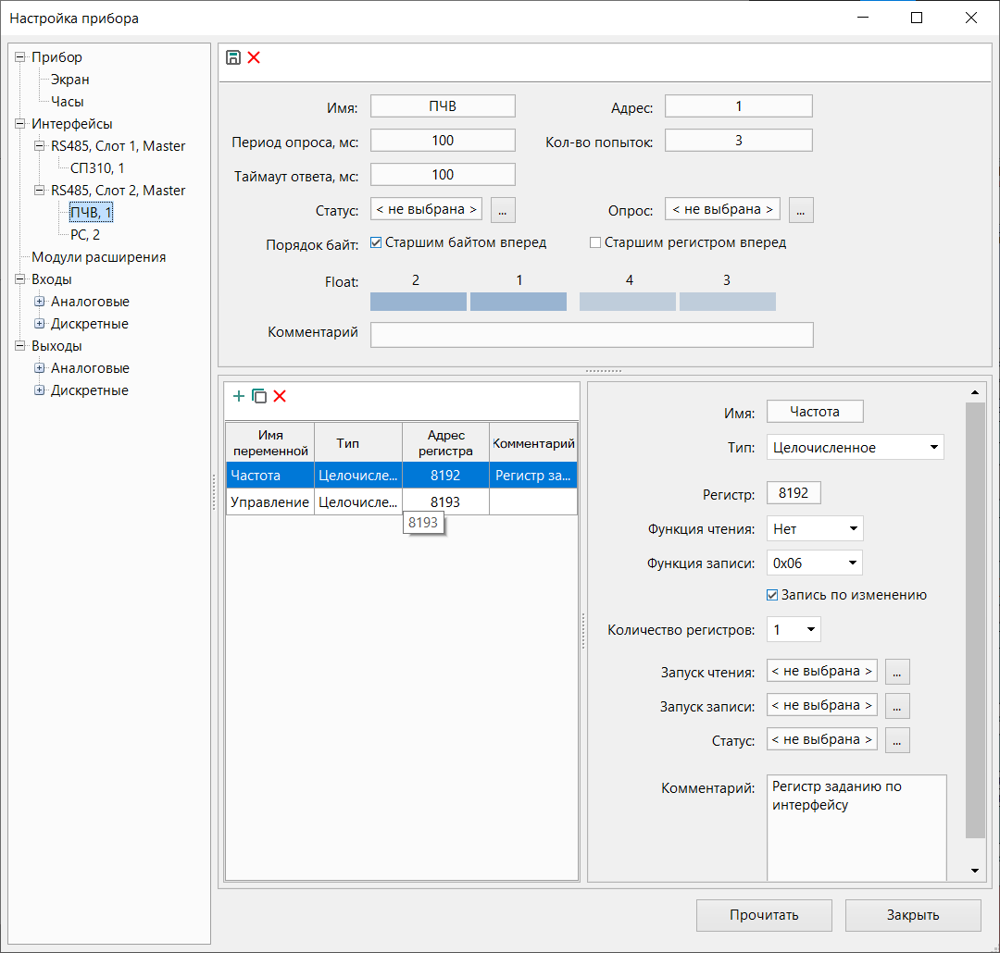 Настройка прибора
Прибор
Экран
Часы
Интерфейсы
RS485, Слот 1, Master
СП310, 1
RS485, Слот 2, Master
ПЧВ, 1
РС, 2
Модули расширения
Входы
Аналоговые
Дискретные
Выходы
Аналоговые
Дискретные
Имя: ПЧВ Адрес: 1
Период опроса, мс: 100 Кол-во попыток: 3
Таймаут ответа, мс: 100
Статус: < не выбрана > ... Опрос: < не выбрана > ...
Порядок байт: Старшим байтом вперед Старшим регистром вперед
Float: 2 1 4 3
Комментарий
Имя переменной Тип Адрес регистра Комментарий
Частота Целочисле... 8192 Регистр за...
Управление Целочисле... 8193
8193
Имя: Частота
Тип: Целочисленное
Регистр: 8192
Функция чтения: Нет
Функция записи: 0x06
Запись по изменению
Количество регистров: 1
Запуск чтения: < не выбрана > ...
Запуск записи: < не выбрана > ...
Статус: < не выбрана > ...
Комментарий: Регистр заданию по
интерфейсу
Прочитать Закрыть